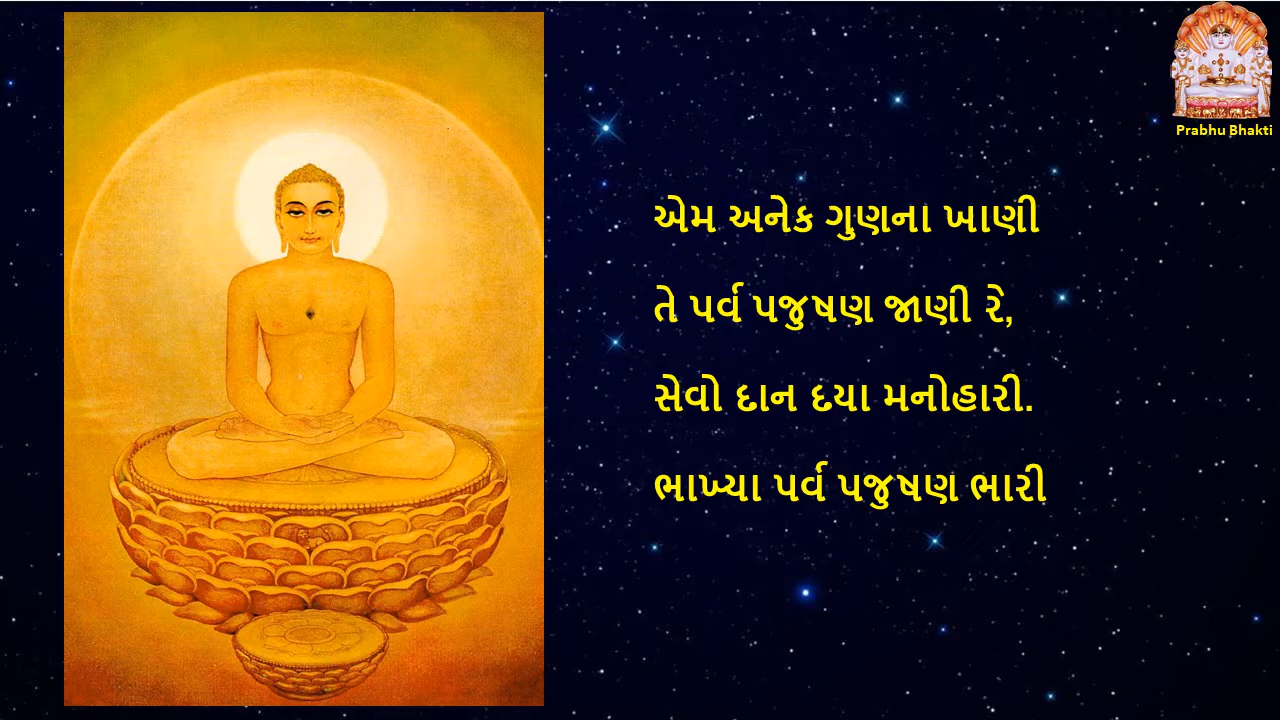 Prabhu Bhakti
એમ અનેક ગુણના ખાણી
તે પર્વ પજુષણ જાણી રે,
સેવો દાન દયા મનોહારી.
ભાખ્યા પર્વ પજુષણ ભારી